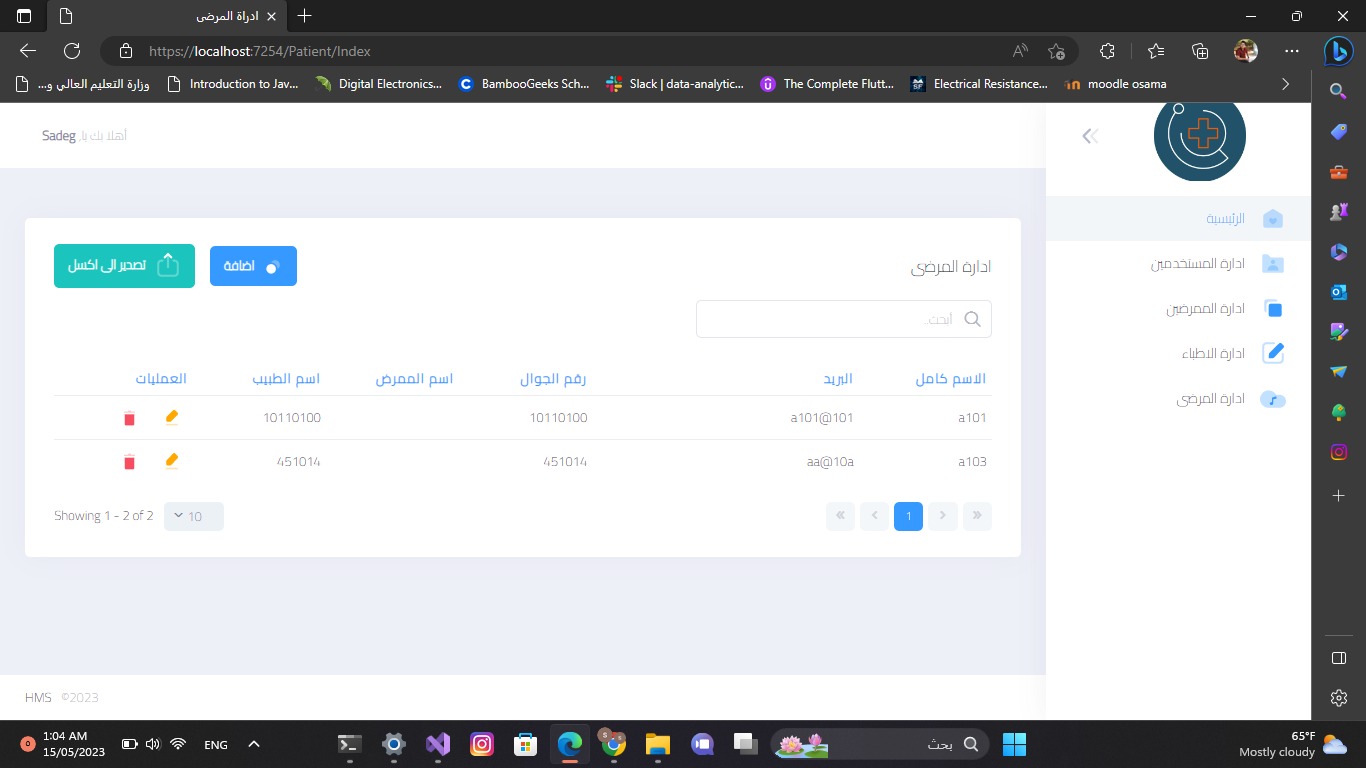 ادراة المرضى
https://localhost:7254/Patient/Index
وزارة التعليم العالي و...
Introduction to Jav...
Digital Electronics...
BambooGeeks Sch...
Slack | data-analytic...
The Complete Flutt...
Electrical Resistance...
moodle osama
أهلا بك يا, Sadeg
الرئيسية
ادارة المستخدمين
ادارة الممرضين
ادارة الاطباء
ادارة المرضى
ادارة المرضى
اضافة
تصدير الى اكسل
أبحث..
الاسم كامل البريد رقم الجوال اسم الممرض اسم الطبيب العمليات
a101 a101@101 10110100 10110100
a103 aa@10a 451014 451014
Showing 1 - 2 of 2 10
1
HMS ©2023
1:04 AM
15/05/2023
ENG
بحث
65°F
Mostly cloudy